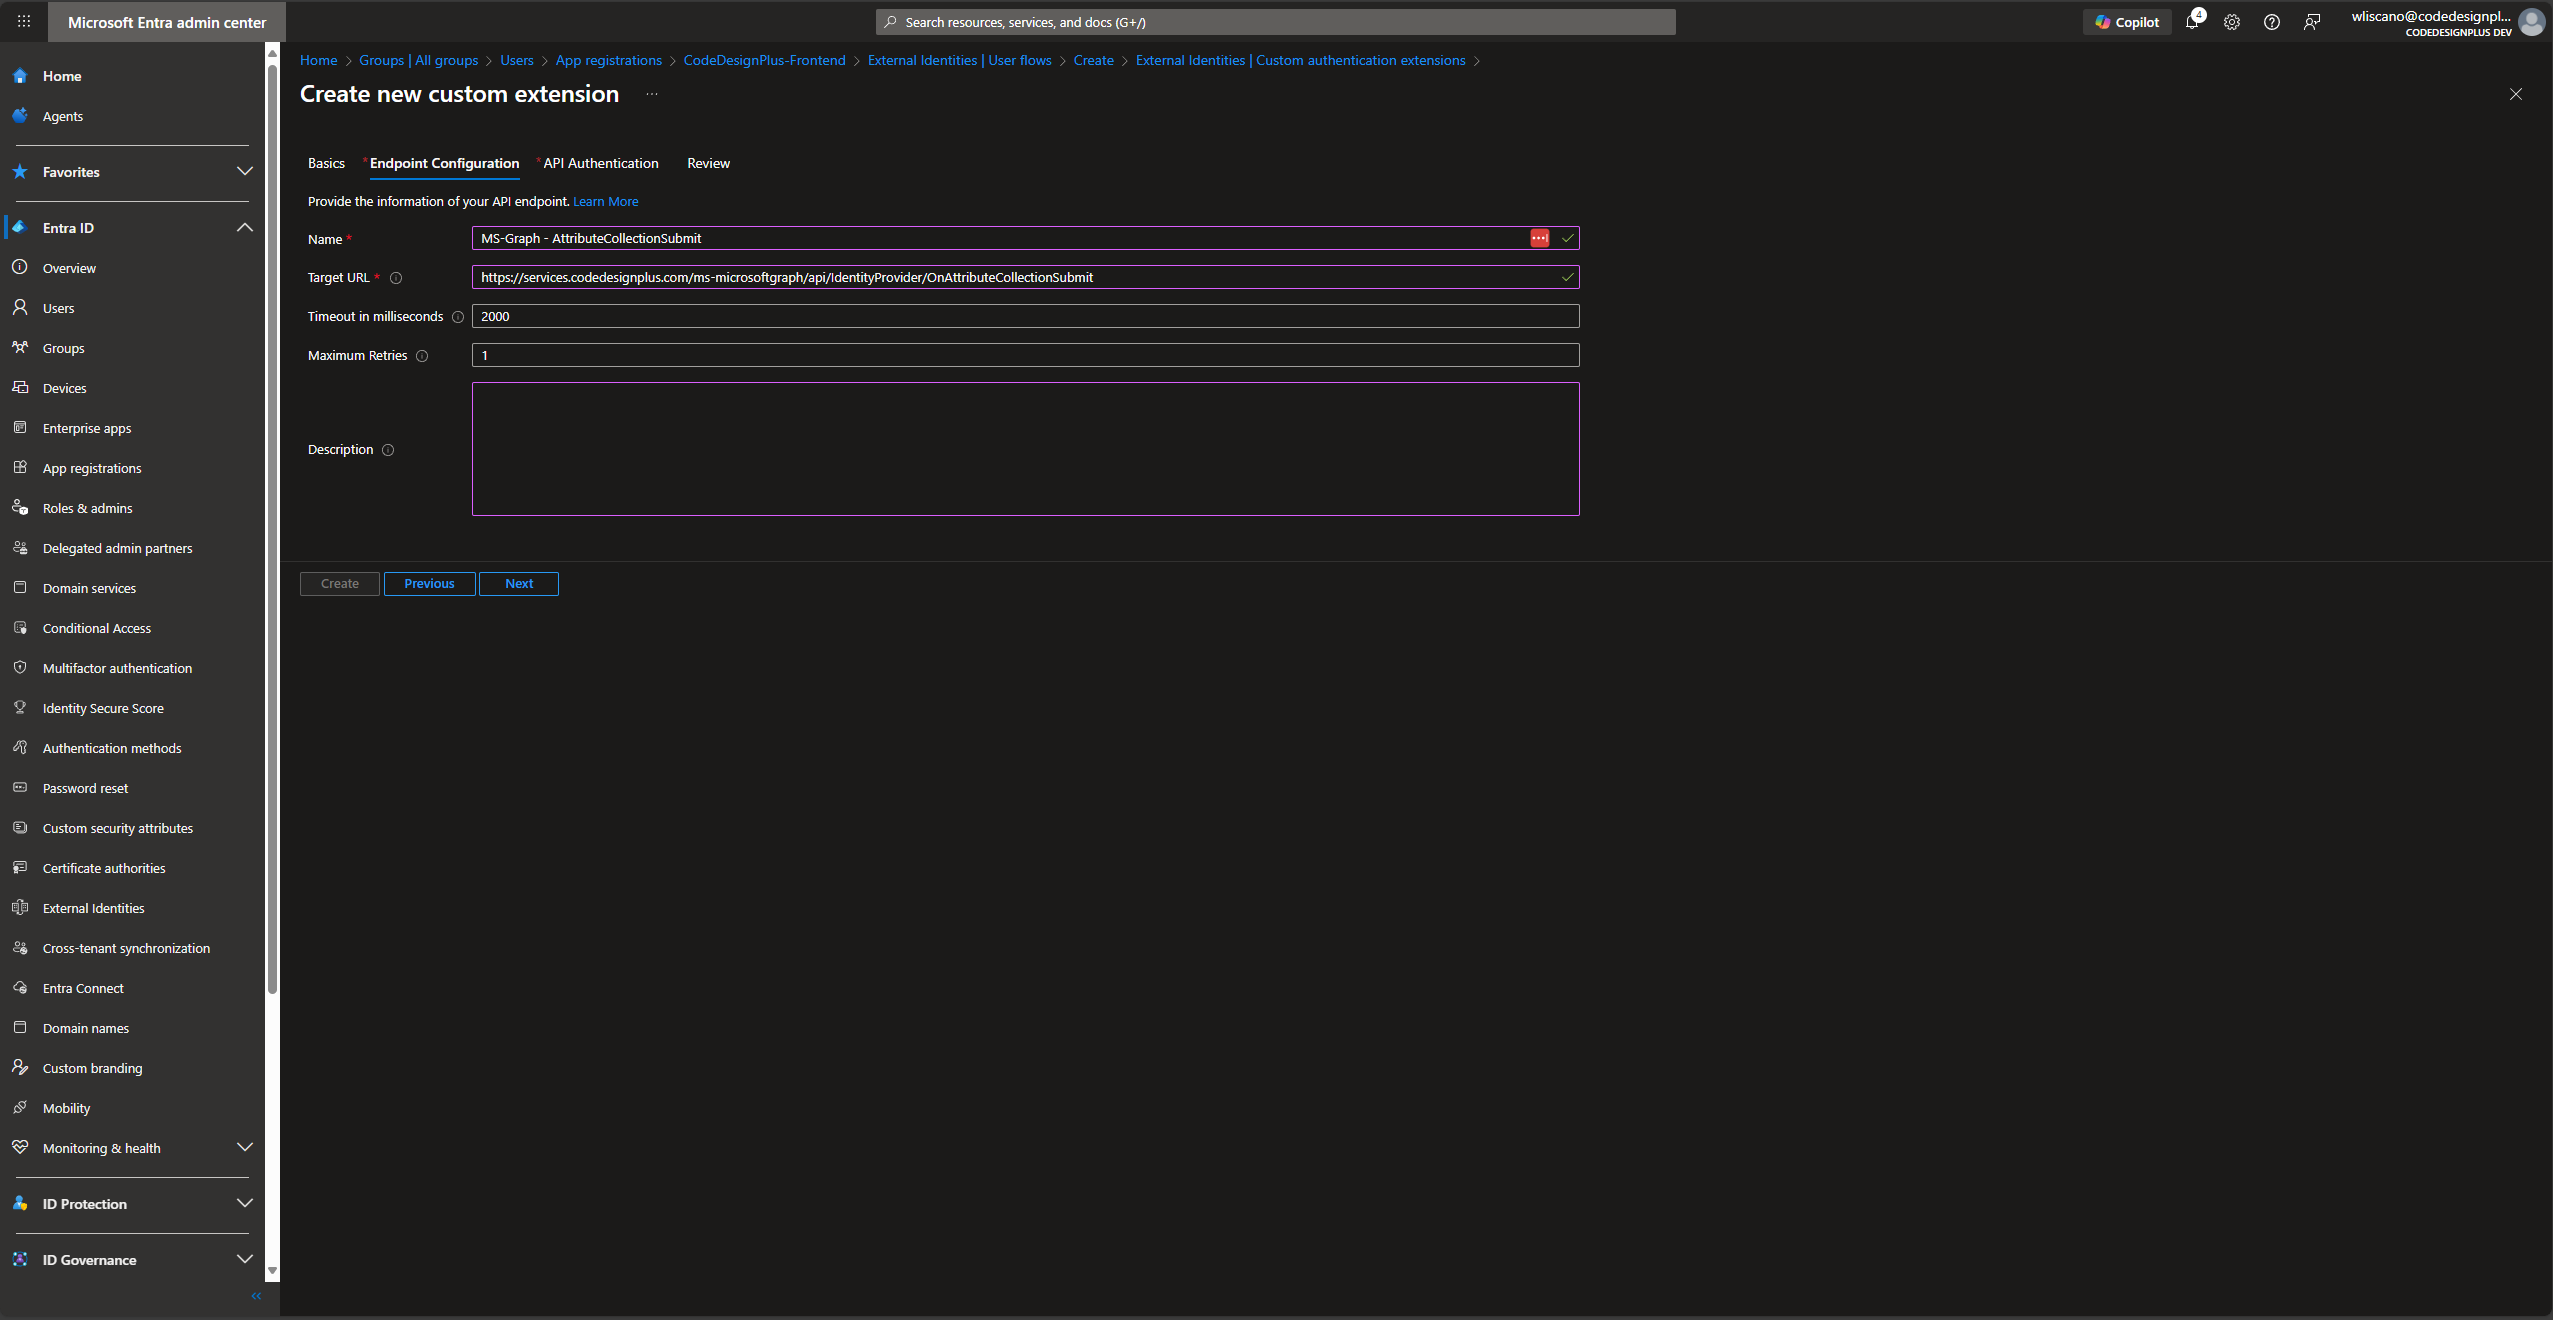 Microsoft Entra admin center
Search resources, services, and docs (G+/)
Copilot
4
wliscano@codedesignpl...
CODEDESIGNPLUS DEV
Home
Agents
Favorites
Entra ID
Overview
Users
Groups
Devices
Enterprise apps
App registrations
Roles & admins
Delegated admin partners
Domain services
Conditional Access
Multifactor authentication
Identity Secure Score
Authentication methods
Password reset
Custom security attributes
Certificate authorities
External Identities
Cross-tenant synchronization
Entra Connect
Domain names
Custom branding
Mobility
Monitoring & health
ID Protection
ID Governance
Home > Groups | All groups > Users > App registrations > CodeDesignPlus-Frontend > External Identities | User flows > Create > External Identities | Custom authentication extensions >
Create new custom extension ...
Basics * Endpoint Configuration * API Authentication Review
Provide the information of your API endpoint. Learn More
Name * MS-Graph - AttributeCollectionSubmit
Target URL * https://services.codedesignplus.com/ms-microsoftgraph/api/IdentityProvider/OnAttributeCollectionSubmit
Timeout in milliseconds 2000
Maximum Retries 1
Description
Create Previous Next